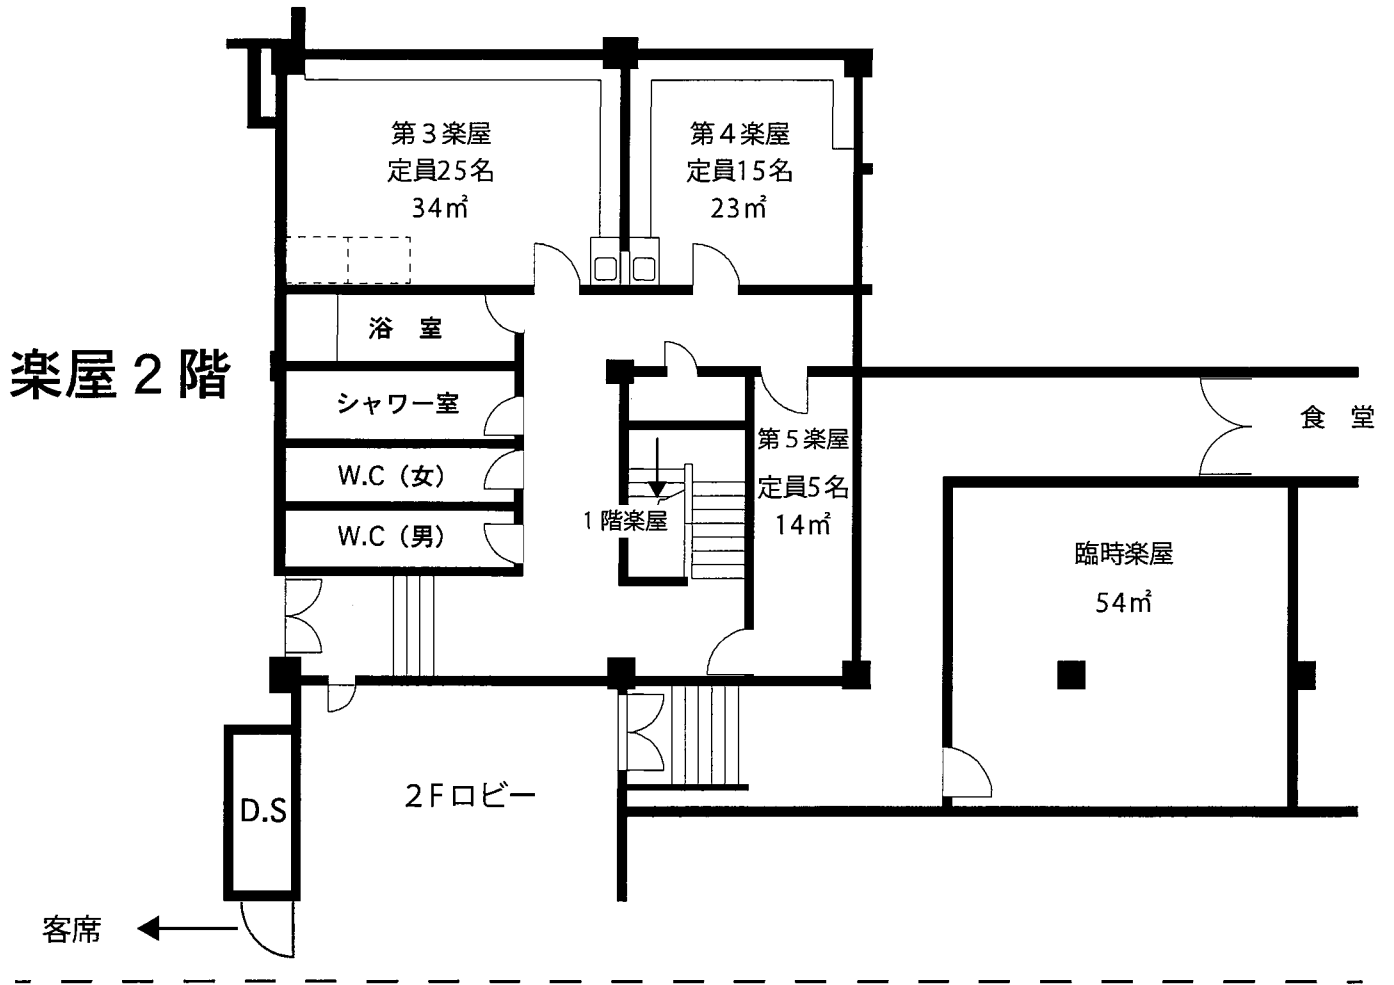 第３楽屋
定員25名
34㎡
第４楽屋
定員15名
23㎡
浴　室
楽屋２階
シャワー室
食　堂
第５楽屋
W.C（女）
定員5名
１階楽屋
14㎡
W.C（男）
臨時楽屋
54㎡
２Ｆロビー
D.S
客席